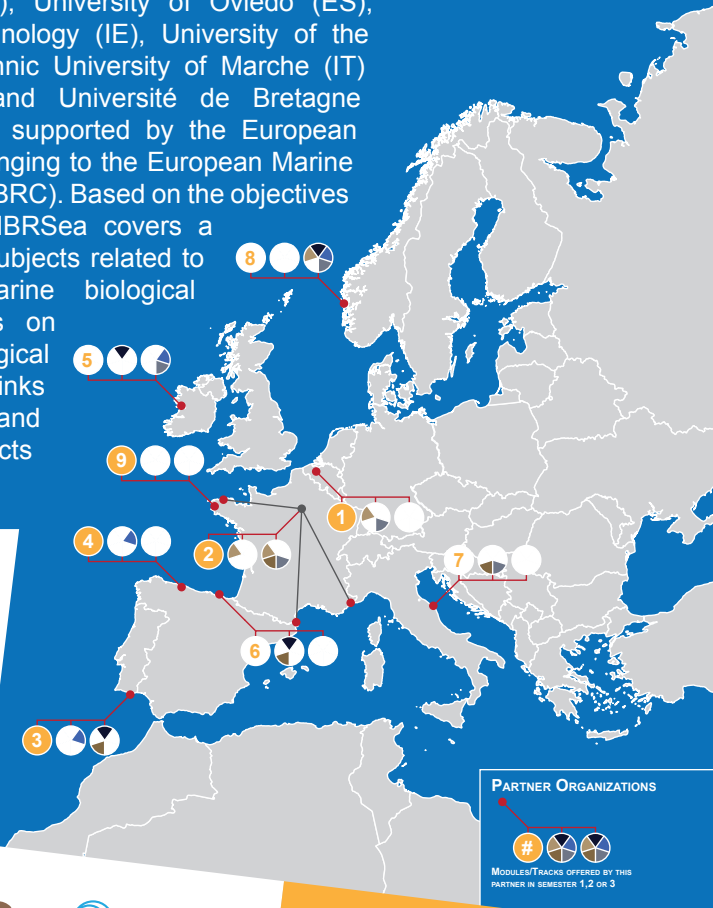 ), University of Oviedo (ES),
nology (IE), University of the
nnic University of Marche (IT)
and Université de Bretagne
supported by the European
nging to the European Marine
BRC). Based on the objectives
MBRSea covers a
ubjects related to
arine biological
s on
gical
inks
and
cts
8
5
9
4
1
2
7
6
3
PARTNER ORGANIZATIONS
#
MODULES/TRACKS OFFERED BY THIS
PARTNER IN SEMESTER 1,2 OR 3